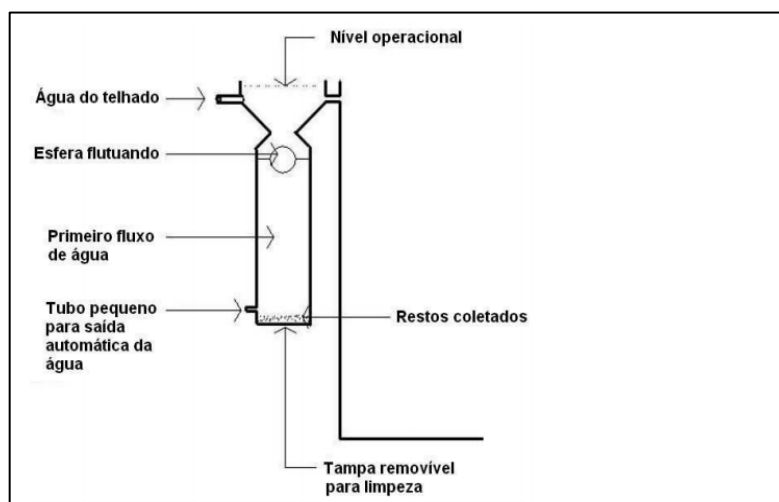 Nível operacional
Água do telhado
Esfera flutuando
Primeiro fluxo
de água
Tubo pequeno
para saída
automática da
água
Restos coletados
Tampa removível
para limpeza